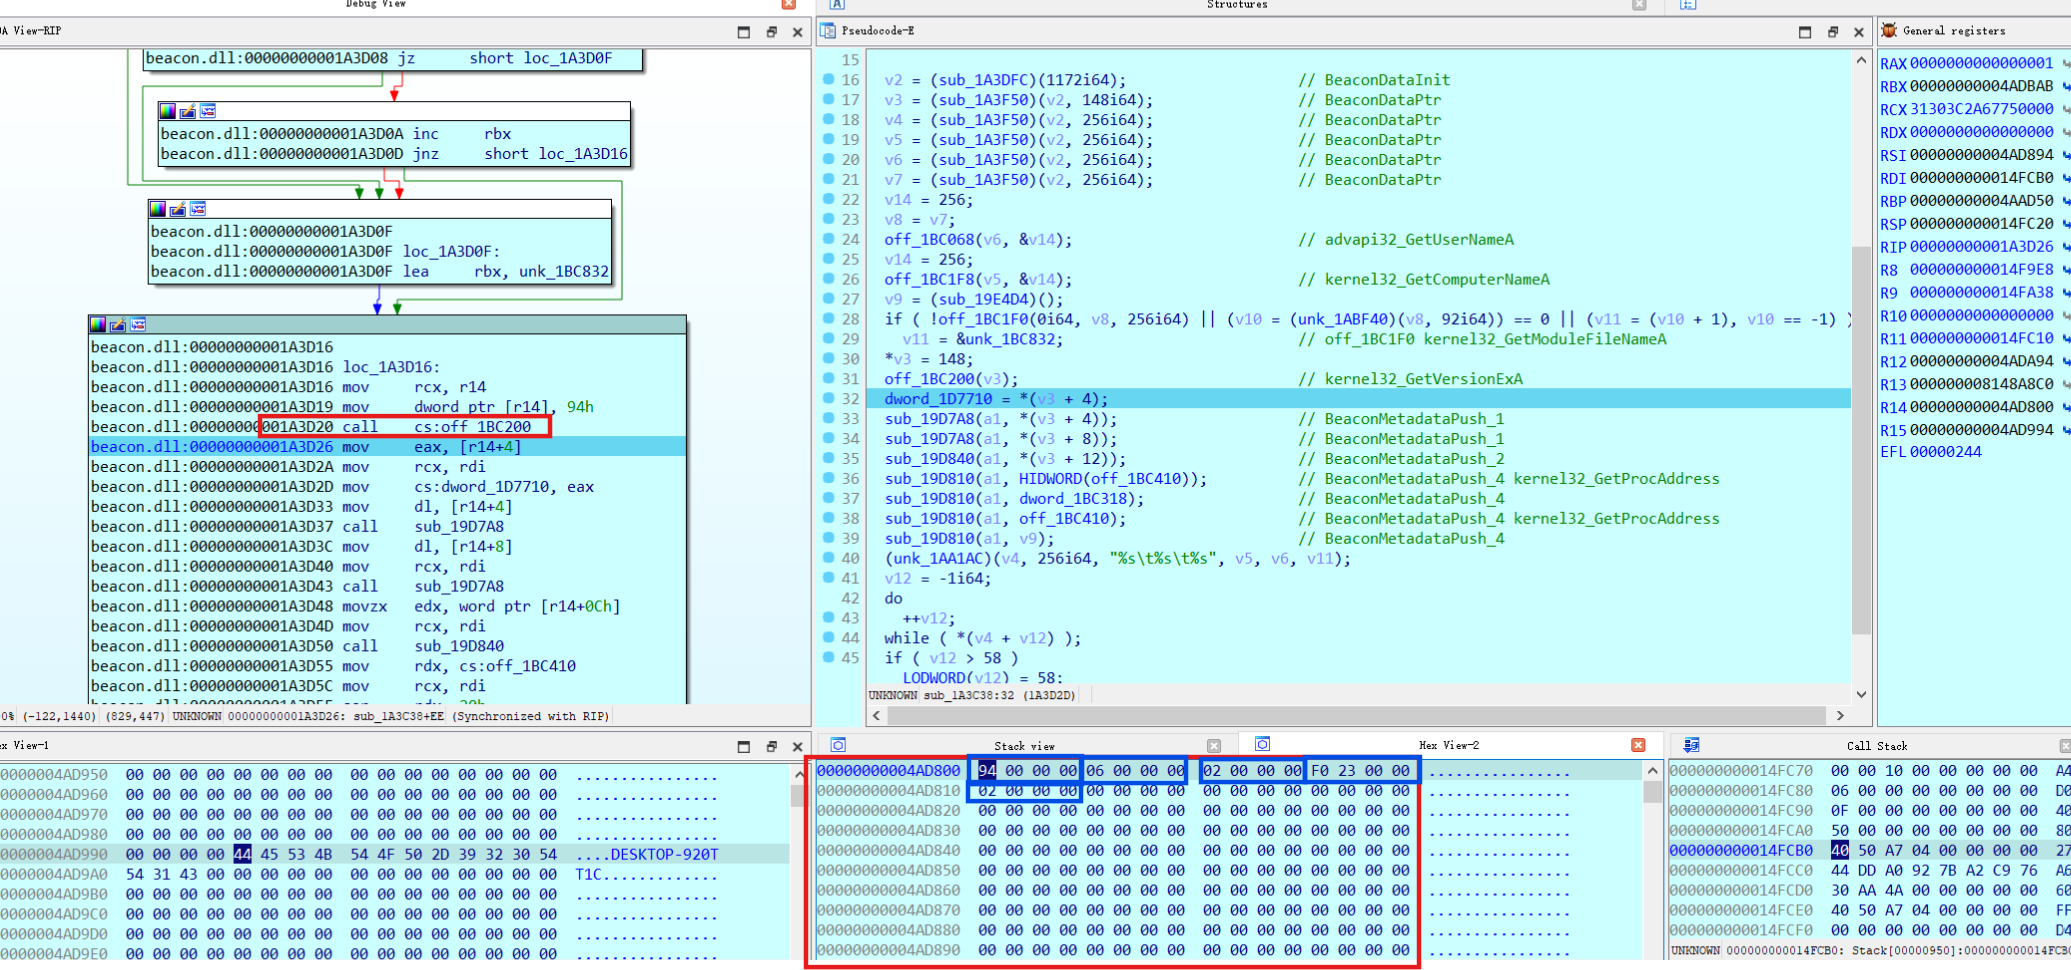 Debug View
Structures
A View-RIP
Pseudocode-E
General registers
beacon.dll:00000000001A3D08 jz short loc_1A3D0F
beacon.dll:00000000001A3D0A inc rbx
beacon.dll:00000000001A3D0D jnz short loc_1A3D16
beacon.dll:00000000001A3D0F
beacon.dll:00000000001A3D0F loc_1A3D0F:
beacon.dll:00000000001A3D0F lea rbx, unk_1BC832
beacon.dll:00000000001A3D16
beacon.dll:00000000001A3D16 loc_1A3D16:
beacon.dll:00000000001A3D16 mov rcx, r14
beacon.dll:00000000001A3D19 mov dword ptr [r14], 94h
beacon.dll:00000000001A3D20 call cs:off_1BC200
beacon.dll:00000000001A3D26 mov eax, [r14+4]
beacon.dll:00000000001A3D2A mov rcx, rdi
beacon.dll:00000000001A3D2D mov cs:dword_1D7710, eax
beacon.dll:00000000001A3D33 mov dl, [r14+4]
beacon.dll:00000000001A3D37 call sub_19D7A8
beacon.dll:00000000001A3D3C mov dl, [r14+8]
beacon.dll:00000000001A3D40 mov rcx, rdi
beacon.dll:00000000001A3D43 call sub_19D7A8
beacon.dll:00000000001A3D48 movzx edx, word ptr [r14+0Ch]
beacon.dll:00000000001A3D4D mov rcx, rdi
beacon.dll:00000000001A3D50 call sub_19D840
beacon.dll:00000000001A3D55 mov rdx, cs:off_1BC410
beacon.dll:00000000001A3D5C mov rcx, rdi
0% (-122,1440) (829,447) UNKNOWN 00000000001A3D26: sub_1A3C38+EE (Synchronized with RIP)
15
16 v2 = (sub_1A3DFC)(1172i64); // BeaconDataInit
17 v3 = (sub_1A3F50)(v2, 148i64); // BeaconDataPtr
18 v4 = (sub_1A3F50)(v2, 256i64); // BeaconDataPtr
19 v5 = (sub_1A3F50)(v2, 256i64); // BeaconDataPtr
20 v6 = (sub_1A3F50)(v2, 256i64); // BeaconDataPtr
21 v7 = (sub_1A3F50)(v2, 256i64); // BeaconDataPtr
22 v14 = 256;
23 v8 = v7;
24 off_1BC068(v6, &v14); // advapi32_GetUserNameA
25 v14 = 256;
26 off_1BC1F8(v5, &v14); // kernel32_GetComputerNameA
27 v9 = (sub_19E4D4)();
28 if ( !off_1BC1F0(0i64, v8, 256i64) || (v10 = (unk_1ABF40)(v8, 92i64)) == 0 || (v11 = (v10 + 1), v10 == -1) )
29 v11 = &unk_1BC832; // off_1BC1F0 kernel32_GetModuleFileNameA
30 *v3 = 148;
31 off_1BC200(v3); // kernel32_GetVersionExA
32 dword_1D7710 = *(v3 + 4);
33 sub_19D7A8(a1, *(v3 + 4)); // BeaconMetadataPush_1
34 sub_19D7A8(a1, *(v3 + 8)); // BeaconMetadataPush_1
35 sub_19D840(a1, *(v3 + 12)); // BeaconMetadataPush_2
36 sub_19D810(a1, HIDWORD(off_1BC410)); // BeaconMetadataPush_4 kernel32_GetProcAddress
37 sub_19D810(a1, dword_1BC318); // BeaconMetadataPush_4
38 sub_19D810(a1, off_1BC410); // BeaconMetadataPush_4 kernel32_GetProcAddress
39 sub_19D810(a1, v9); // BeaconMetadataPush_4
40 (unk_1AA1AC)(v4, 256i64, "%s\t%s\t%s", v5, v6, v11);
41 v12 = -1i64;
42 do
43 ++v12;
44 while ( *(v4 + v12) );
45 if ( v12 > 58 )
LODWORD(v12) = 58;
UNKNOWN sub_1A3C38:32 (1A3D2D)
RAX 0000000000000001
RBX 00000000004ADBAB
RCX 31303C2A67750000
RDX 0000000000000000
RSI 00000000004AD894
RDI 000000000014FCB0
RBP 00000000004AAD50
RSP 000000000014FC20
RIP 00000000001A3D26
R8 000000000014F9E8
R9 000000000014FA38
R10 0000000000000000
R11 000000000014FC10
R12 00000000004ADA94
R13 000000008148A8C0
R14 00000000004AD800
R15 00000000004AD994
EFL 00000244
ex View-1
0000004AD950 00 00 00 00 00 00 00 00 00 00 00 00 00 00 00 00 ................
0000004AD960 00 00 00 00 00 00 00 00 00 00 00 00 00 00 00 00 ................
0000004AD970 00 00 00 00 00 00 00 00 00 00 00 00 00 00 00 00 ................
0000004AD980 00 00 00 00 00 00 00 00 00 00 00 00 00 00 00 00 ................
0000004AD990 00 00 00 00 44 45 53 4B 54 4F 50 2D 39 32 30 54 ....DESKTOP-920T
0000004AD9A0 54 31 43 00 00 00 00 00 00 00 00 00 00 00 00 00 T1C.............
0000004AD9B0 00 00 00 00 00 00 00 00 00 00 00 00 00 00 00 00 ................
0000004AD9C0 00 00 00 00 00 00 00 00 00 00 00 00 00 00 00 00 ................
0000004AD9D0 00 00 00 00 00 00 00 00 00 00 00 00 00 00 00 00 ................
0000004AD9E0 00 00 00 00 00 00 00 00 00 00 00 00 00 00 00 00 ................
Stack view
Hex View-2
00000000004AD800 94 00 00 00 06 00 00 00 02 00 00 00 F0 23 00 00 ................
00000000004AD810 02 00 00 00 00 00 00 00 00 00 00 00 00 00 00 00 ................
00000000004AD820 00 00 00 00 00 00 00 00 00 00 00 00 00 00 00 00 ................
00000000004AD830 00 00 00 00 00 00 00 00 00 00 00 00 00 00 00 00 ................
00000000004AD840 00 00 00 00 00 00 00 00 00 00 00 00 00 00 00 00 ................
00000000004AD850 00 00 00 00 00 00 00 00 00 00 00 00 00 00 00 00 ................
00000000004AD860 00 00 00 00 00 00 00 00 00 00 00 00 00 00 00 00 ................
00000000004AD870 00 00 00 00 00 00 00 00 00 00 00 00 00 00 00 00 ................
00000000004AD880 00 00 00 00 00 00 00 00 00 00 00 00 00 00 00 00 ................
00000000004AD890 00 00 00 00 00 00 00 00 00 00 00 00 00 00 00 00 ................
Call Stack
000000000014FC70 00 00 10 00 00 00 00 00 A4
000000000014FC80 06 00 00 00 00 00 00 00 D0
000000000014FC90 0F 00 00 00 00 00 00 00 40
000000000014FCA0 50 00 00 00 00 00 00 00 80
000000000014FCB0 40 50 A7 04 00 00 00 00 27
000000000014FCC0 44 DD A0 92 7B A2 C9 76 A6
000000000014FCD0 30 AA 4A 00 00 00 00 00 60
000000000014FCE0 40 50 A7 04 00 00 00 00 FF
000000000014FCF0 00 00 00 00 00 00 00 00 D4
UNKNOWN 000000000014FCB0: Stack[00000950]:000000000014FCB0